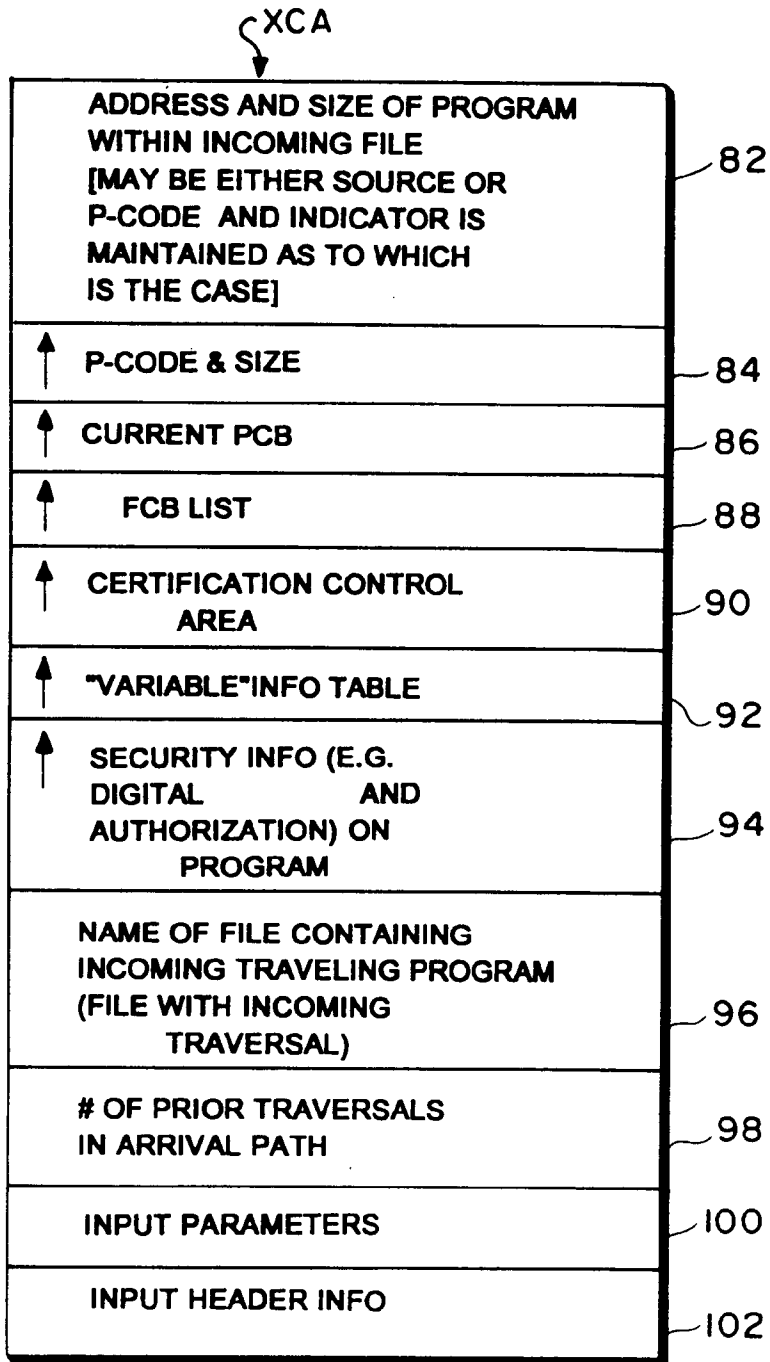 XCA
ADDRESS AND SIZE OF PROGRAM
WITHIN INCOMING FILE
[MAY BE EITHER SOURCE OR
P-CODE AND INDICATOR IS
MAINTAINED AS TO WHICH
IS THE CASE]
82
P-CODE & SIZE
84
CURRENT PCB
86
FCB LIST
88
CERTIFICATION CONTROL
AREA
90
"VARIABLE"INFO TABLE
92
SECURITY INFO (E.G.
DIGITAL AND
AUTHORIZATION) ON
PROGRAM
94
NAME OF FILE CONTAINING
INCOMING TRAVELING PROGRAM
(FILE WITH INCOMING
TRAVERSAL)
96
# OF PRIOR TRAVERSALS
IN ARRIVAL PATH
98
INPUT PARAMETERS
100
INPUT HEADER INFO
102